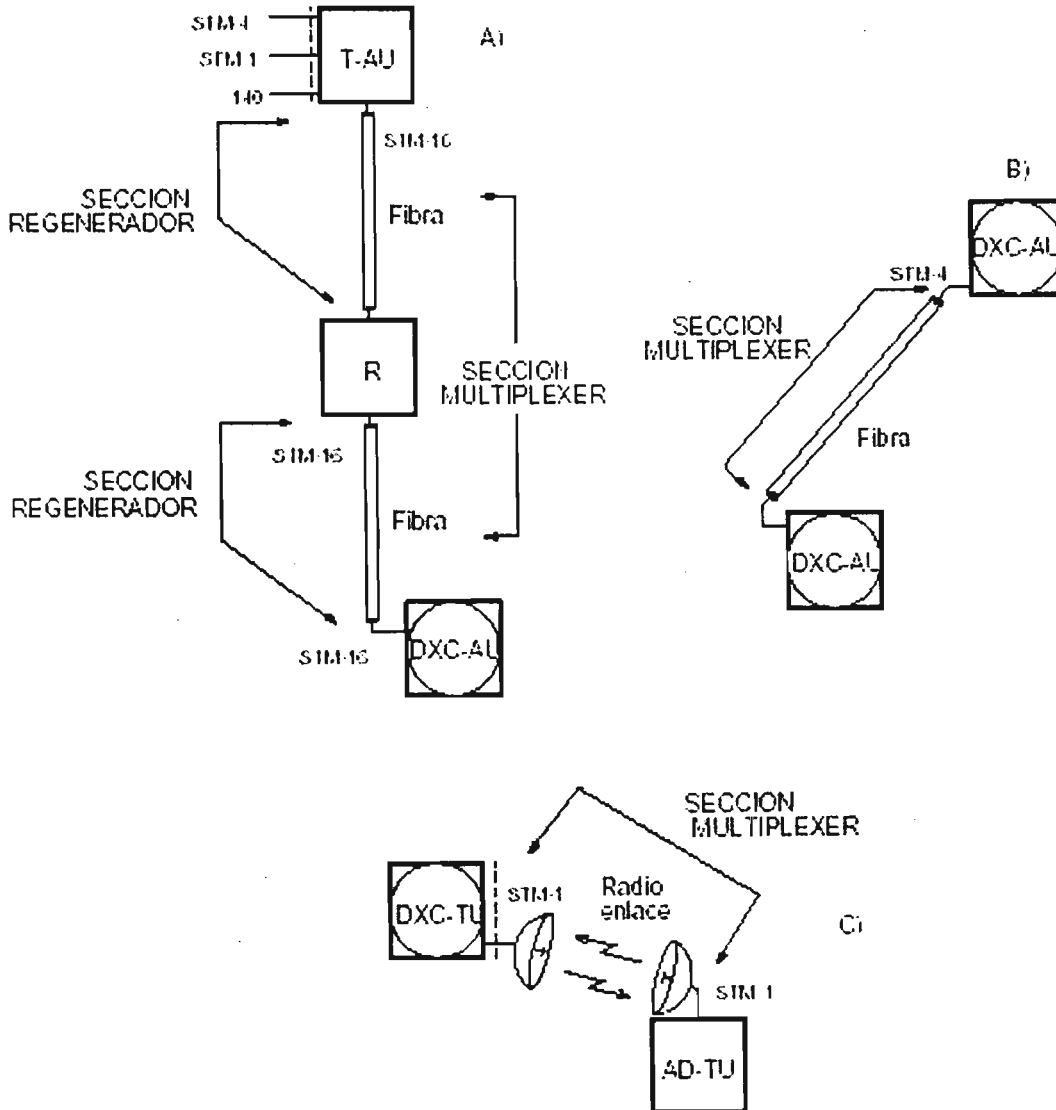 STM-4
STM-1
140
T-AU
A)
STM-16
SECCION
REGENERADOR
Fibra
R
SECCION
MULTIPLEXER
STM-16
SECCION
REGENERADOR
Fibra
STM-16
DXC-AU
B)
DXC-AU
STM-4
SECCION
MULTIPLEXER
Fibra
DXC-AU
SECCION
MULTIPLEXER
DXC-TU
STM-1
Radio
enlace
C)
STM-1
AD-TU